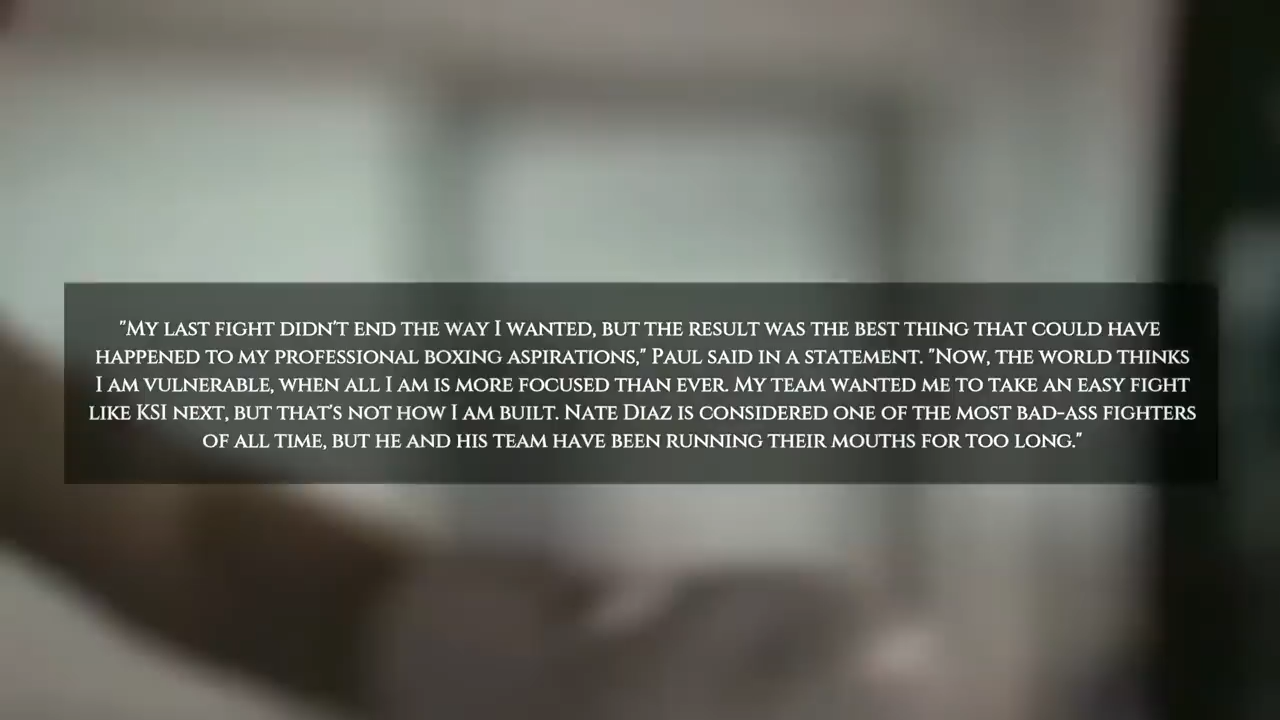 "My last fight didn't end the way I wanted, but the result was the best thing that could have
happened to my professional boxing aspirations," Paul said in a statement. "Now, the world thinks
I am vulnerable, when all I am is more focused than ever. My team wanted me to take an easy fight
like KSI next, but that's not how I am built. Nate Diaz is considered one of the most bad-ass fighters
of all time, but he and his team have been running their mouths for too long."